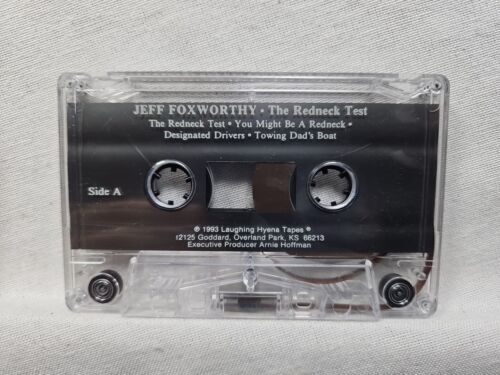 JEFF FOXWORTHY • The Redneck Test
The Redneck Test • You Might Be A Redneck •
Designated Drivers • Towing Dad's Boat
Side A
℗ 1993 Laughing Hyena Tapes ®
12125 Goddard, Overland Park, KS 66213
Executive Producer Arnie Hoffman